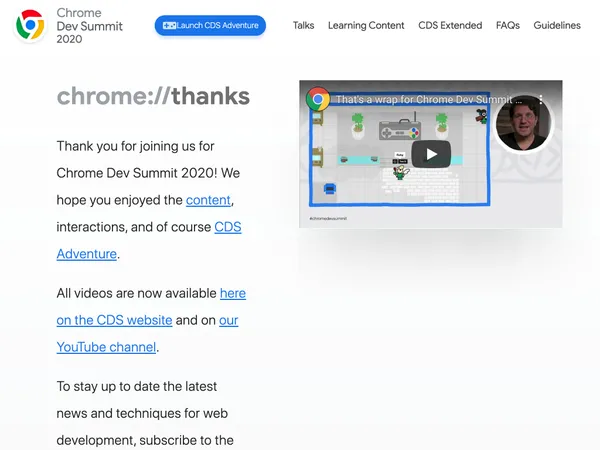 Chrome
Dev Summit
2020
Launch CDS Adventure
Talks
Learning Content
CDS Extended
FAQs
Guidelines
chrome://thanks
Thank you for joining us for
Chrome Dev Summit 2020! We
hope you enjoyed the content,
interactions, and of course CDS
Adventure.
All videos are now available here
on the CDS website and on our
YouTube channel.
To stay up to date the latest
news and techniques for web
development, subscribe to the
That's a wrap for Chrome Dev Summit ...
#chromedevsummit